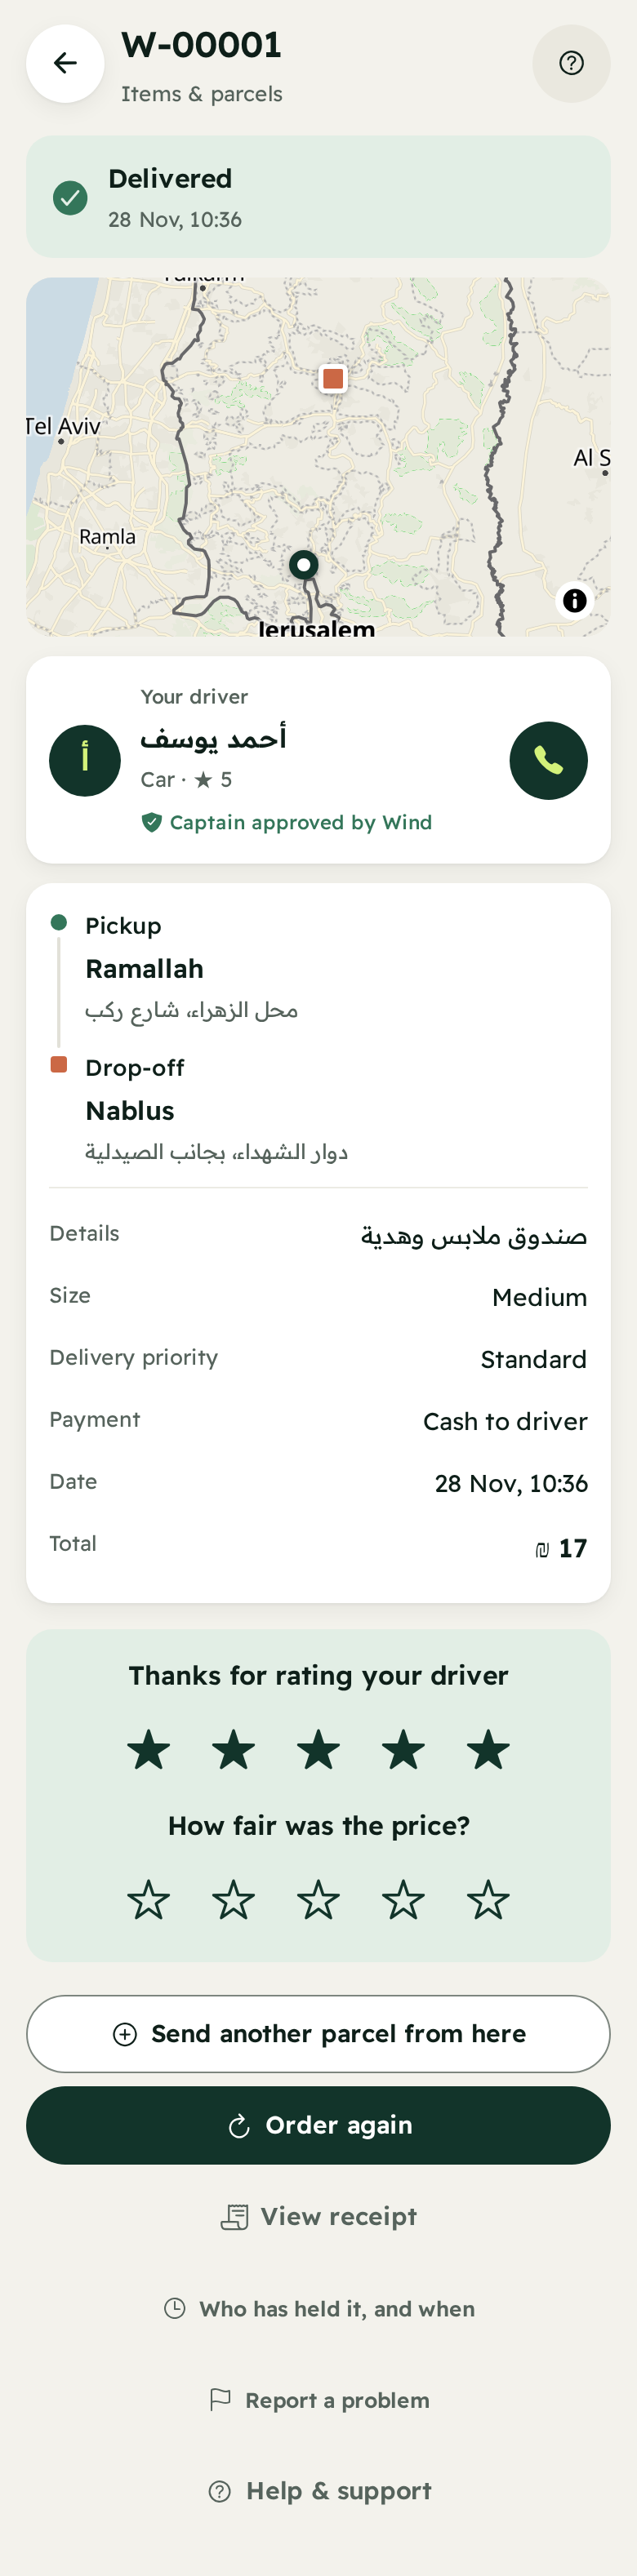 W-00001
Items & parcels
Delivered
28 Nov, 10:36
Tel Aviv
Al S
Ramla
Jerusalem
Your driver
أ
أحمد يوسف
Car · ★ 5
Captain approved by Wind
Pickup
Ramallah
محل الزهراء، شارع ركب
Drop-off
Nablus
دوار الشهداء، بجانب الصيدلية
Details صندوق ملابس وهدية
Size Medium
Delivery priority Standard
Payment Cash to driver
Date 28 Nov, 10:36
Total ₪ 17
Thanks for rating your driver
How fair was the price?
Send another parcel from here
Order again
View receipt
Who has held it, and when
Report a problem
Help & support